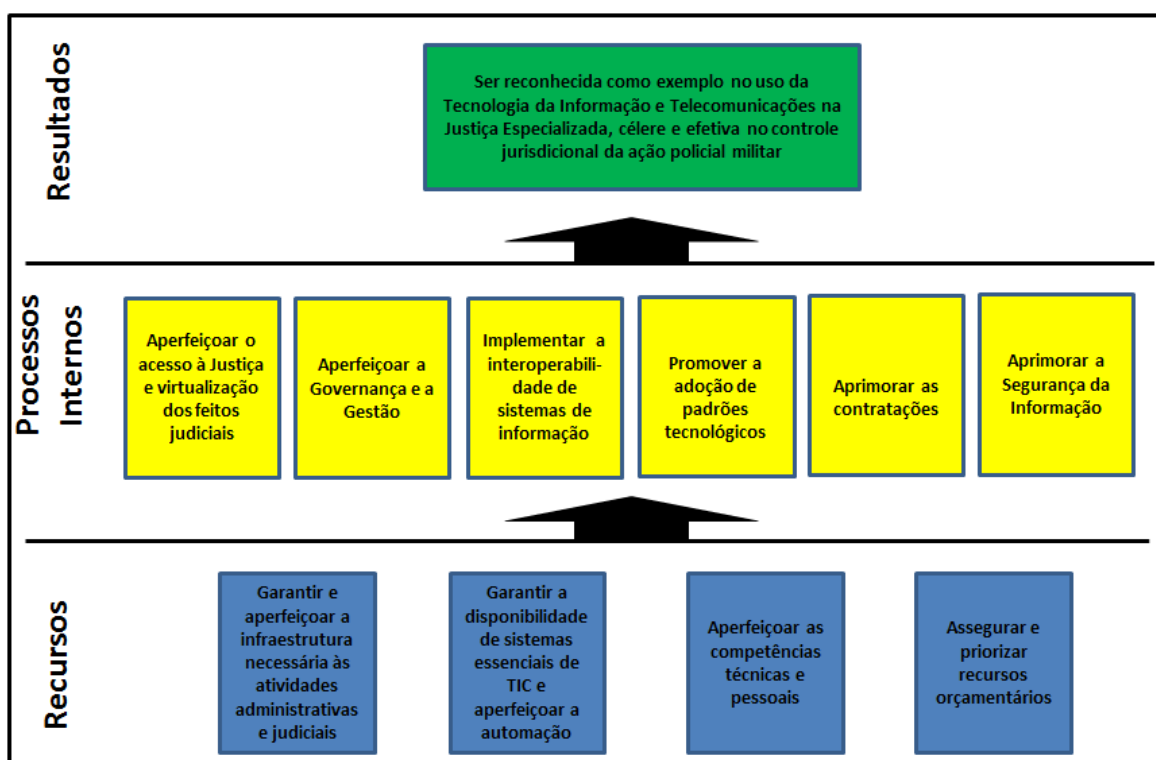 Resultados
Ser reconhecida como exemplo no uso da
Tecnologia da Informação e Telecomunicações na
Justiça Especializada, célere e efetiva no controle
jurisdicional da ação policial militar
Processos
Internos
Aperfeiçoar o
acesso à Justiça
e virtualização
dos feitos
judiciais
Aperfeiçoar a
Governança e a
Gestão
Implementar a
interoperabili-
dade de
sistemas de
informação
Promover a
adoção de
padrões
tecnológicos
Aprimorar as
contratações
Aprimorar a
Segurança da
Informação
Recursos
Garantir e
aperfeiçoar a
infraestrutura
necessária às
atividades
administrativas
e judiciais
Garantir a
disponibilidade
de sistemas
essenciais de
TIC e
aperfeiçoar a
automação
Aperfeiçoar as
competências
técnicas e
pessoais
Assegurar e
priorizar
recursos
orçamentários